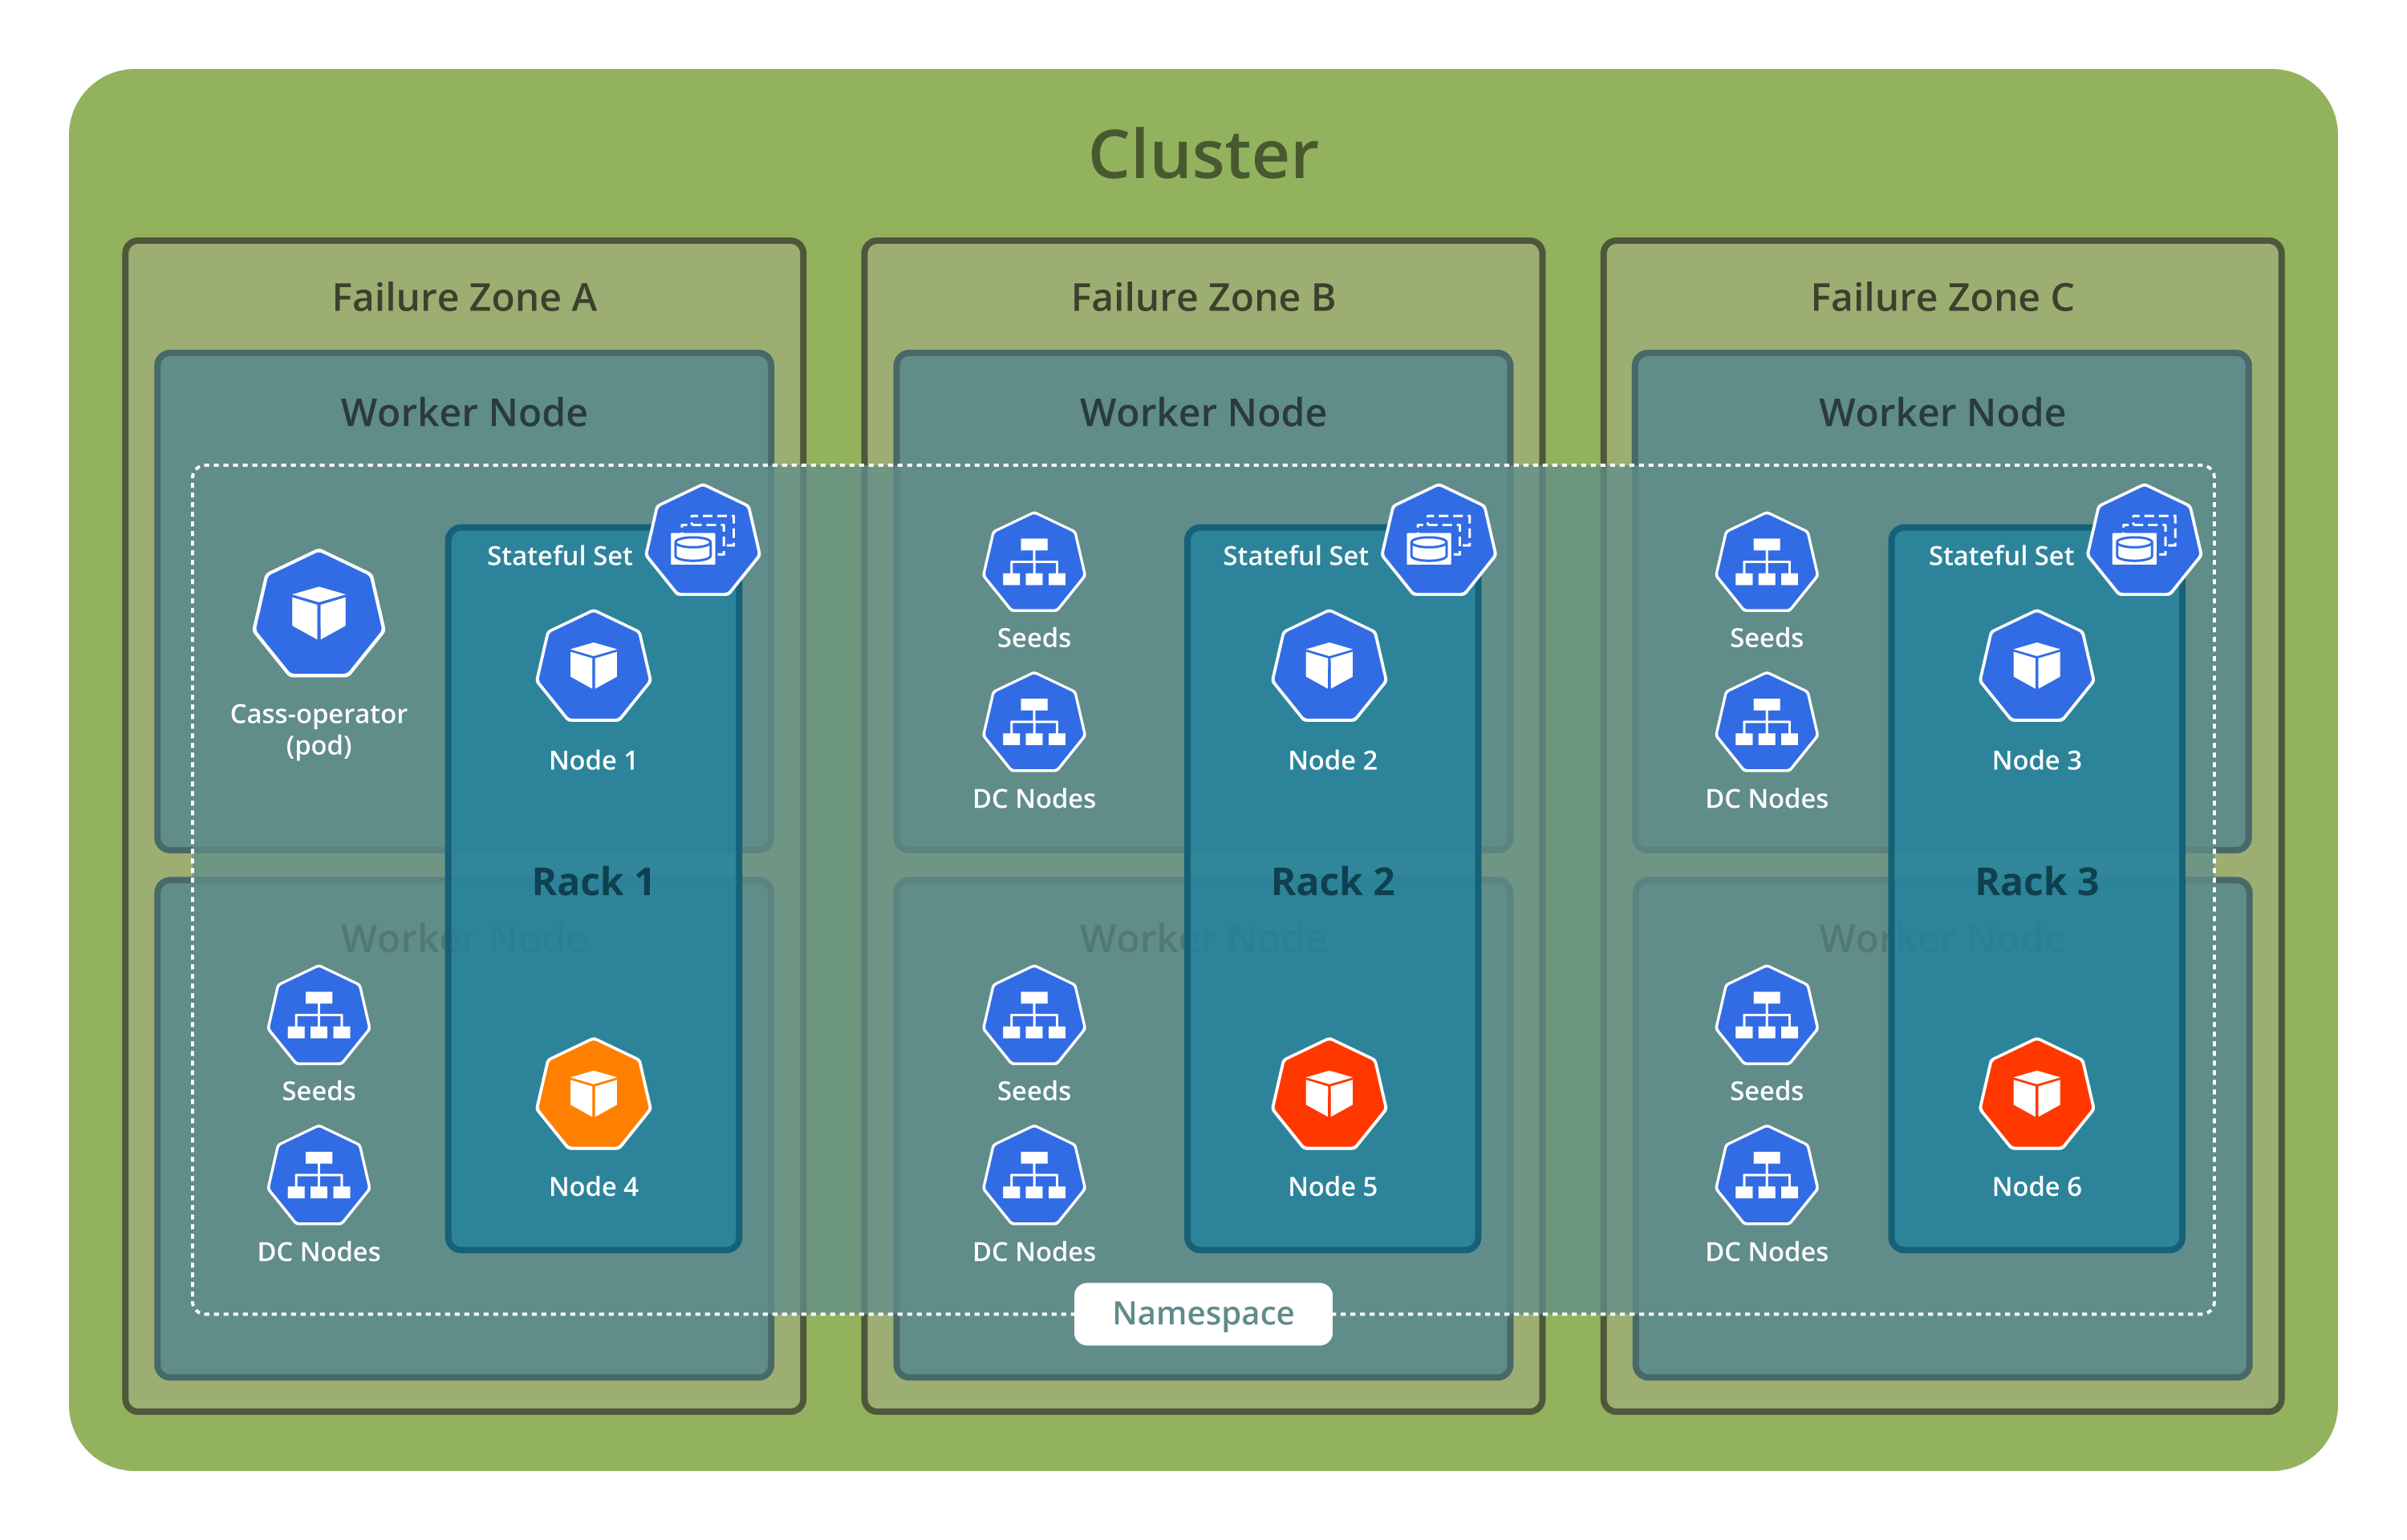 Cluster
Failure Zone A
Failure Zone B
Failure Zone C
Worker Node
Worker Node
Worker Node
Stateful Set
Stateful Set
Stateful Set
Cass-operator
(pod)
Node 1
Seeds
DC Nodes
Node 2
Seeds
DC Nodes
Node 3
Rack 1
Rack 2
Rack 3
Worker Node
Worker Node
Worker Node
Seeds
DC Nodes
Node 4
Seeds
DC Nodes
Node 5
Seeds
DC Nodes
Node 6
Namespace